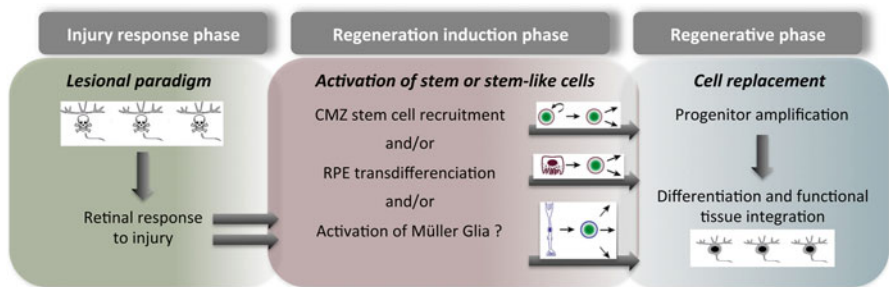 Injury response phase
Regeneration induction phase
Regenerative phase
Lesional paradigm
Retinal response
to injury
Activation of stem or stem-like cells
CMZ stem cell recruitment
and/or
RPE transdifferenciation
and/or
Activation of Müller Glia ?
Cell replacement
Progenitor amplification
Differentiation and functional
tissue integration